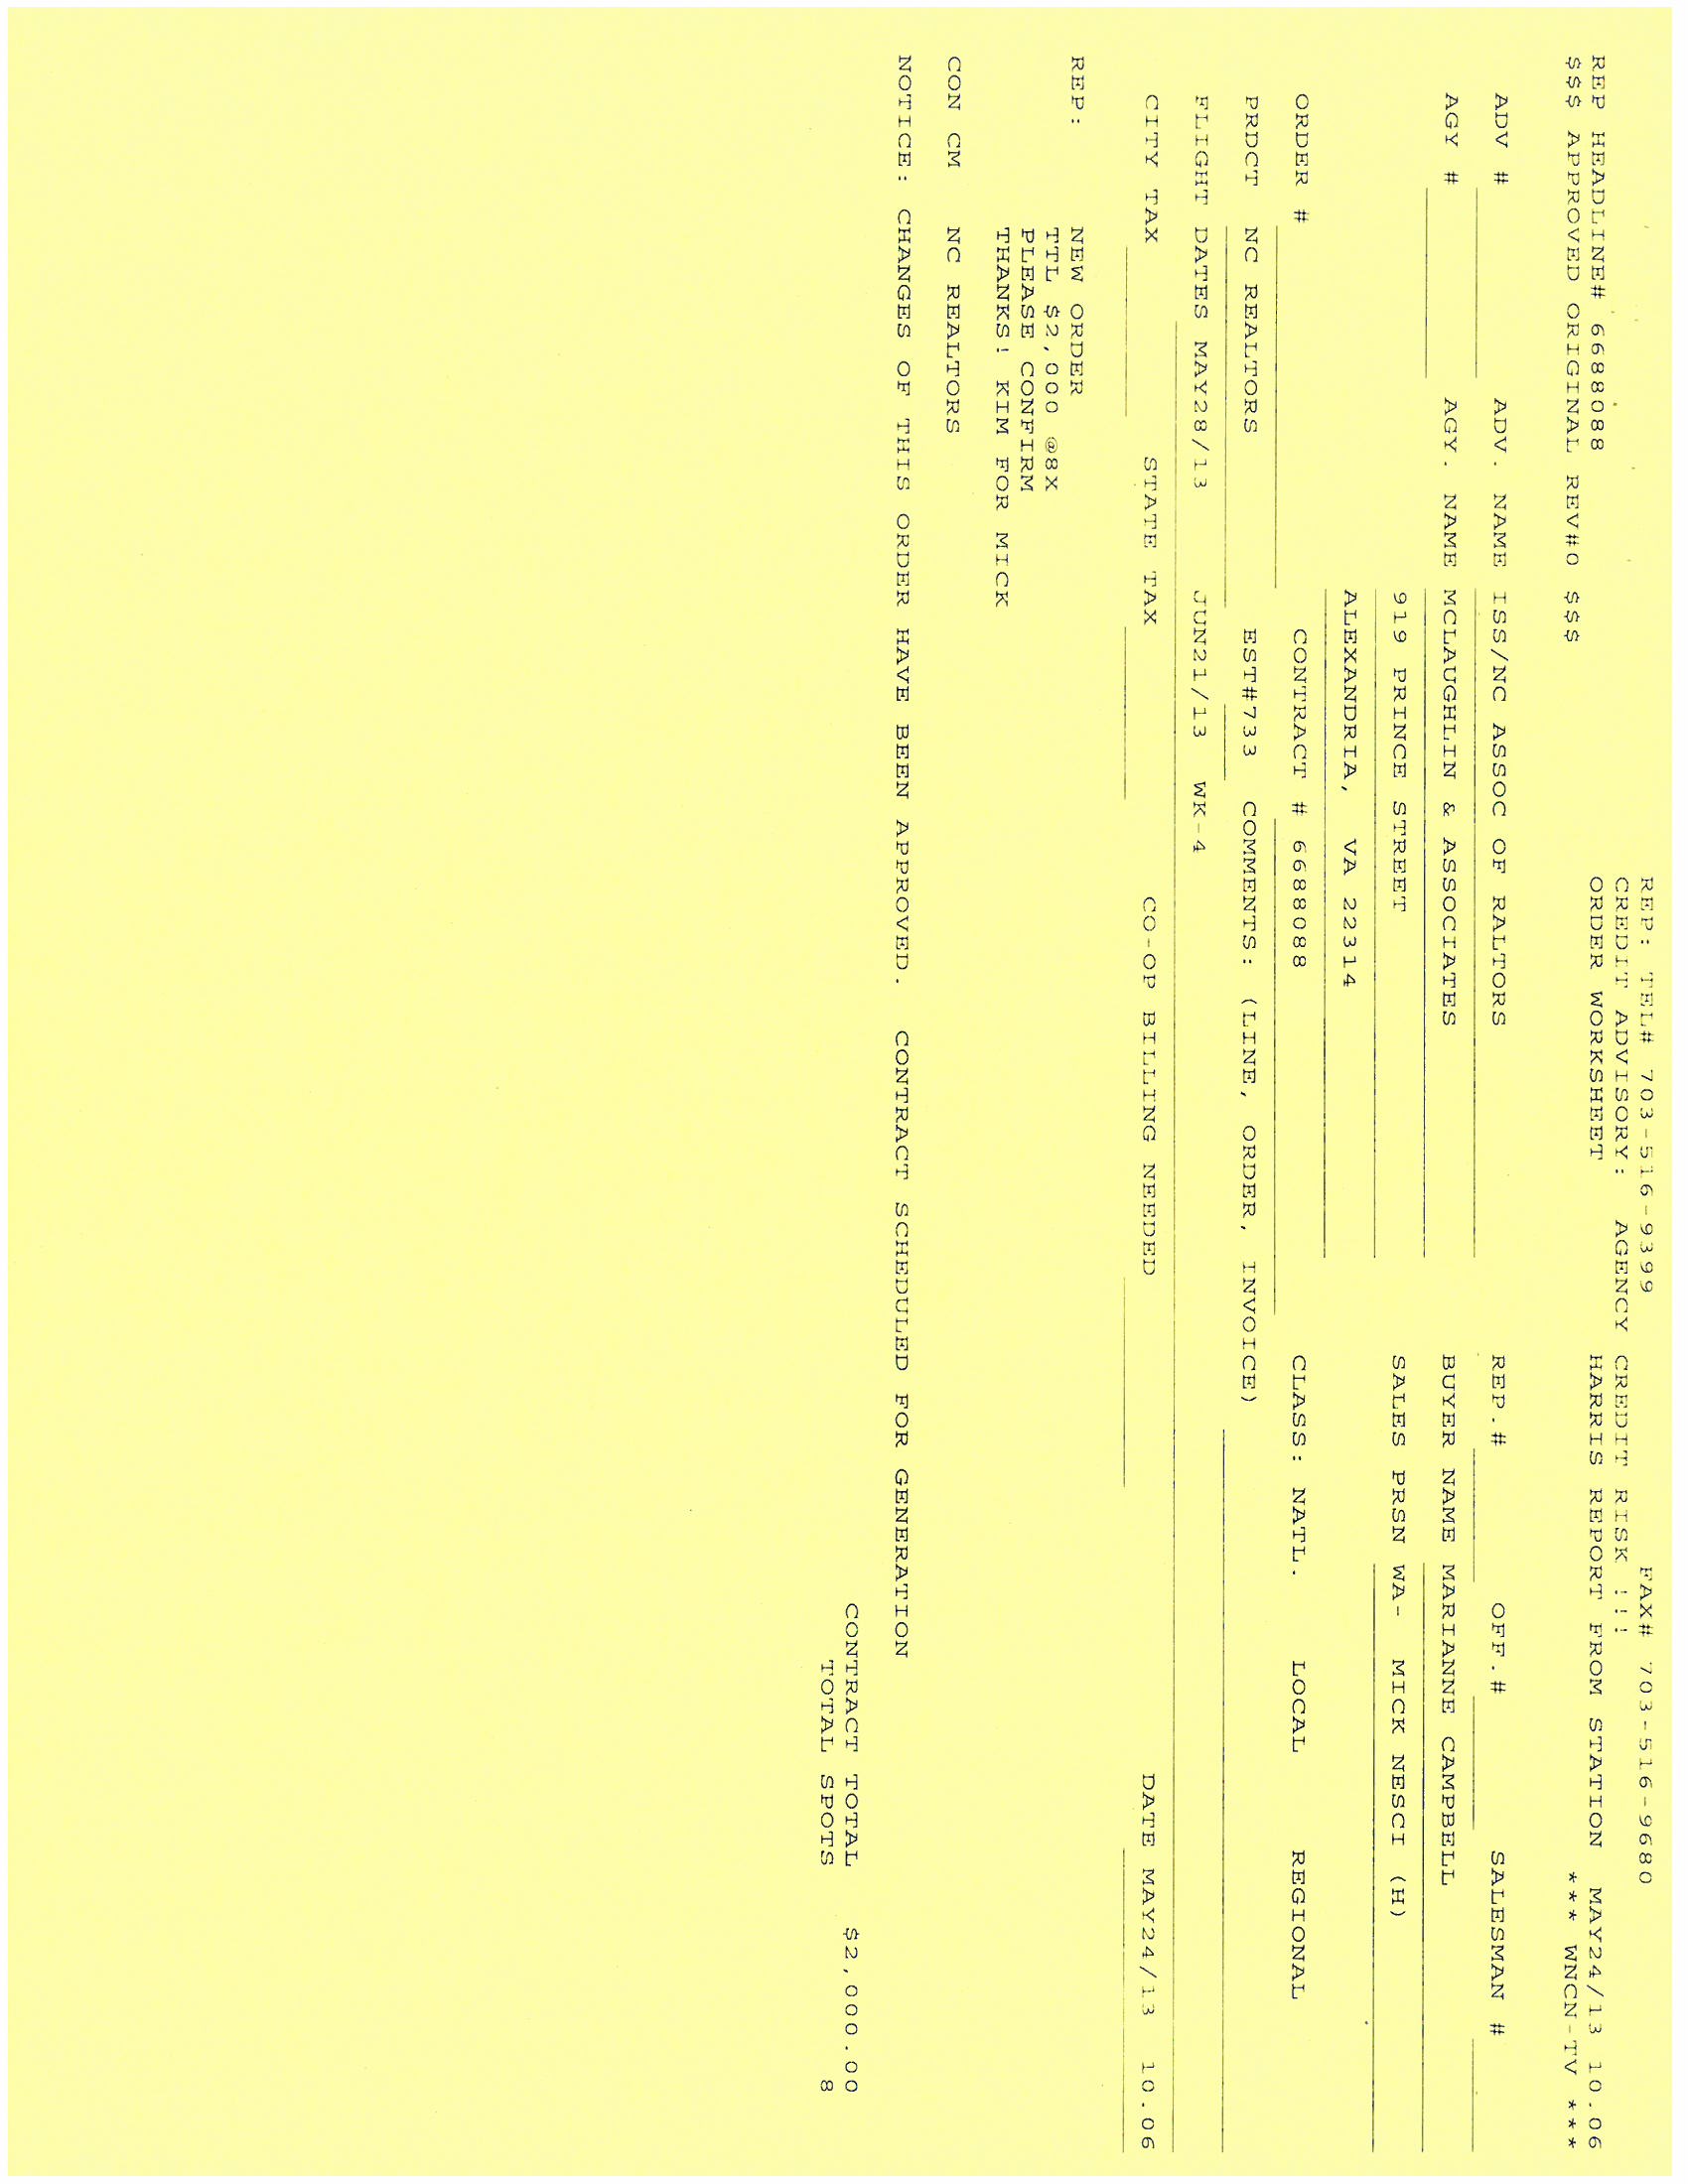 REP: TEL# 703-516-9399 FAX# 703-516-9680
CREDIT ADVISORY: AGENCY CREDIT RISK !!!
REP HEADLINE# 6688088 ORDER WORKSHEET HARRIS REPORT FROM STATION MAY24/13 10.06
$$$ APPROVED ORIGINAL REV#0 $$$ *** WNCN-TV ***
ADV # ADV. NAME ISS/NC ASSOC OF RALTORS REP.# OFF.# SALESMAN #
AGY # AGY. NAME MCLAUGHLIN & ASSOCIATES BUYER NAME MARIANNE CAMPBELL
919 PRINCE STREET SALES PRSN WA- MICK NESCI (H)
ALEXANDRIA, VA 22314
ORDER # CONTRACT # 6688088 CLASS: NATL. LOCAL REGIONAL
PRDCT NC REALTORS EST#733 COMMENTS: (LINE, ORDER, INVOICE)
FLIGHT DATES MAY28/13 JUN21/13 WK-4
CITY TAX STATE TAX CO-OP BILLING NEEDED DATE MAY24/13 10.06
REP: NEW ORDER
TTL $2,000 @8X
PLEASE CONFIRM
THANKS! KIM FOR MICK
CON CM NC REALTORS
NOTICE: CHANGES OF THIS ORDER HAVE BEEN APPROVED. CONTRACT SCHEDULED FOR GENERATION
CONTRACT TOTAL $2,000.00
TOTAL SPOTS 8